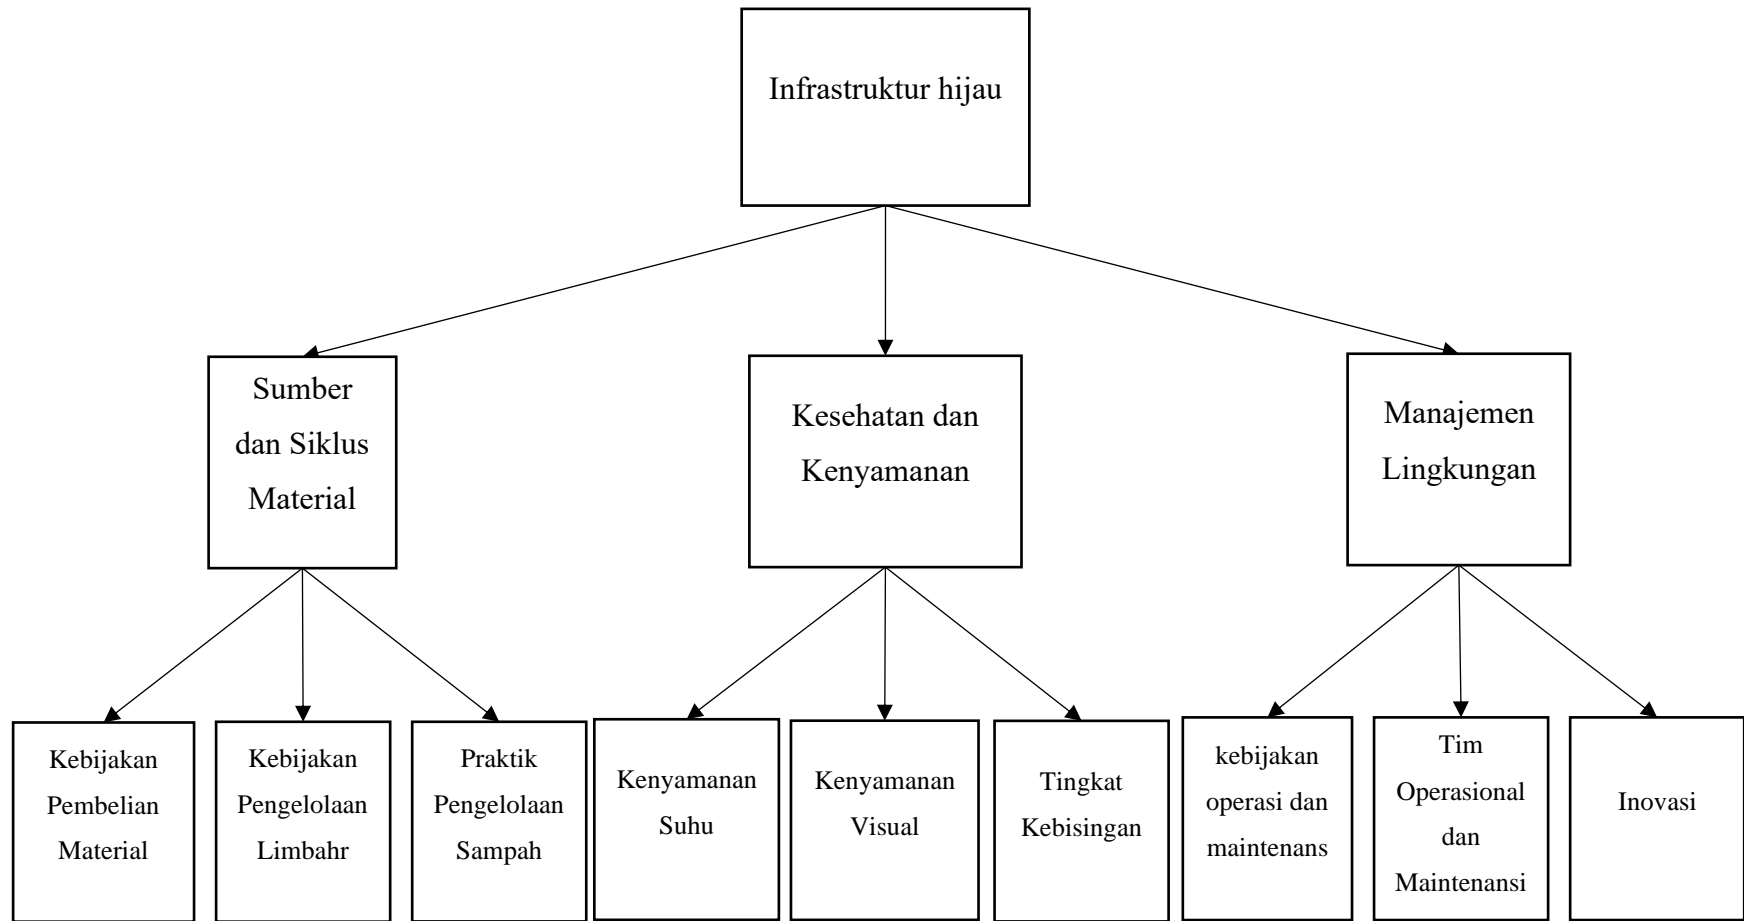 Infrastruktur hijau
Sumber
dan Siklus
Material
Kesehatan dan
Kenyamanan
Manajemen
Lingkungan
Kebijakan
Pembelian
Material
Kebijakan
Pengelolaan
Limbahr
Praktik
Pengelolaan
Sampah
Kenyamanan
Suhu
Kenyamanan
Visual
Tingkat
Kebisingan
kebijakan
operasi dan
maintenans
Tim
Operasional
dan
Maintenansi
Inovasi